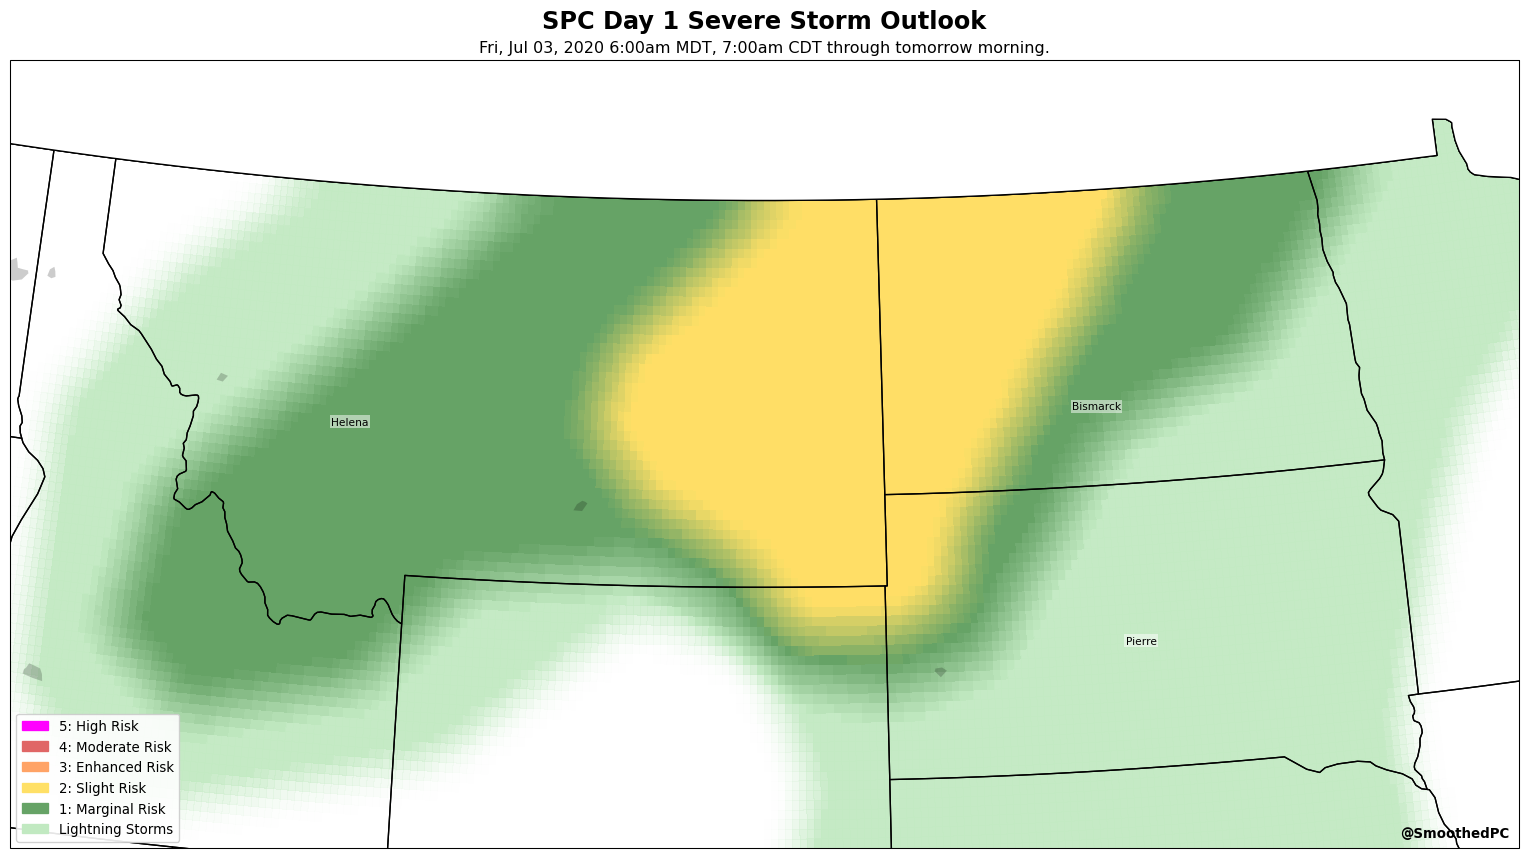 SPC Day 1 Severe Storm Outlook
Fri, Jul 03, 2020 6:00am MDT, 7:00am CDT through tomorrow morning.
Bismarck
Helena
Pierre
5: High Risk
4: Moderate Risk
3: Enhanced Risk
2: Slight Risk
1: Marginal Risk
Lightning Storms
@SmoothedPC